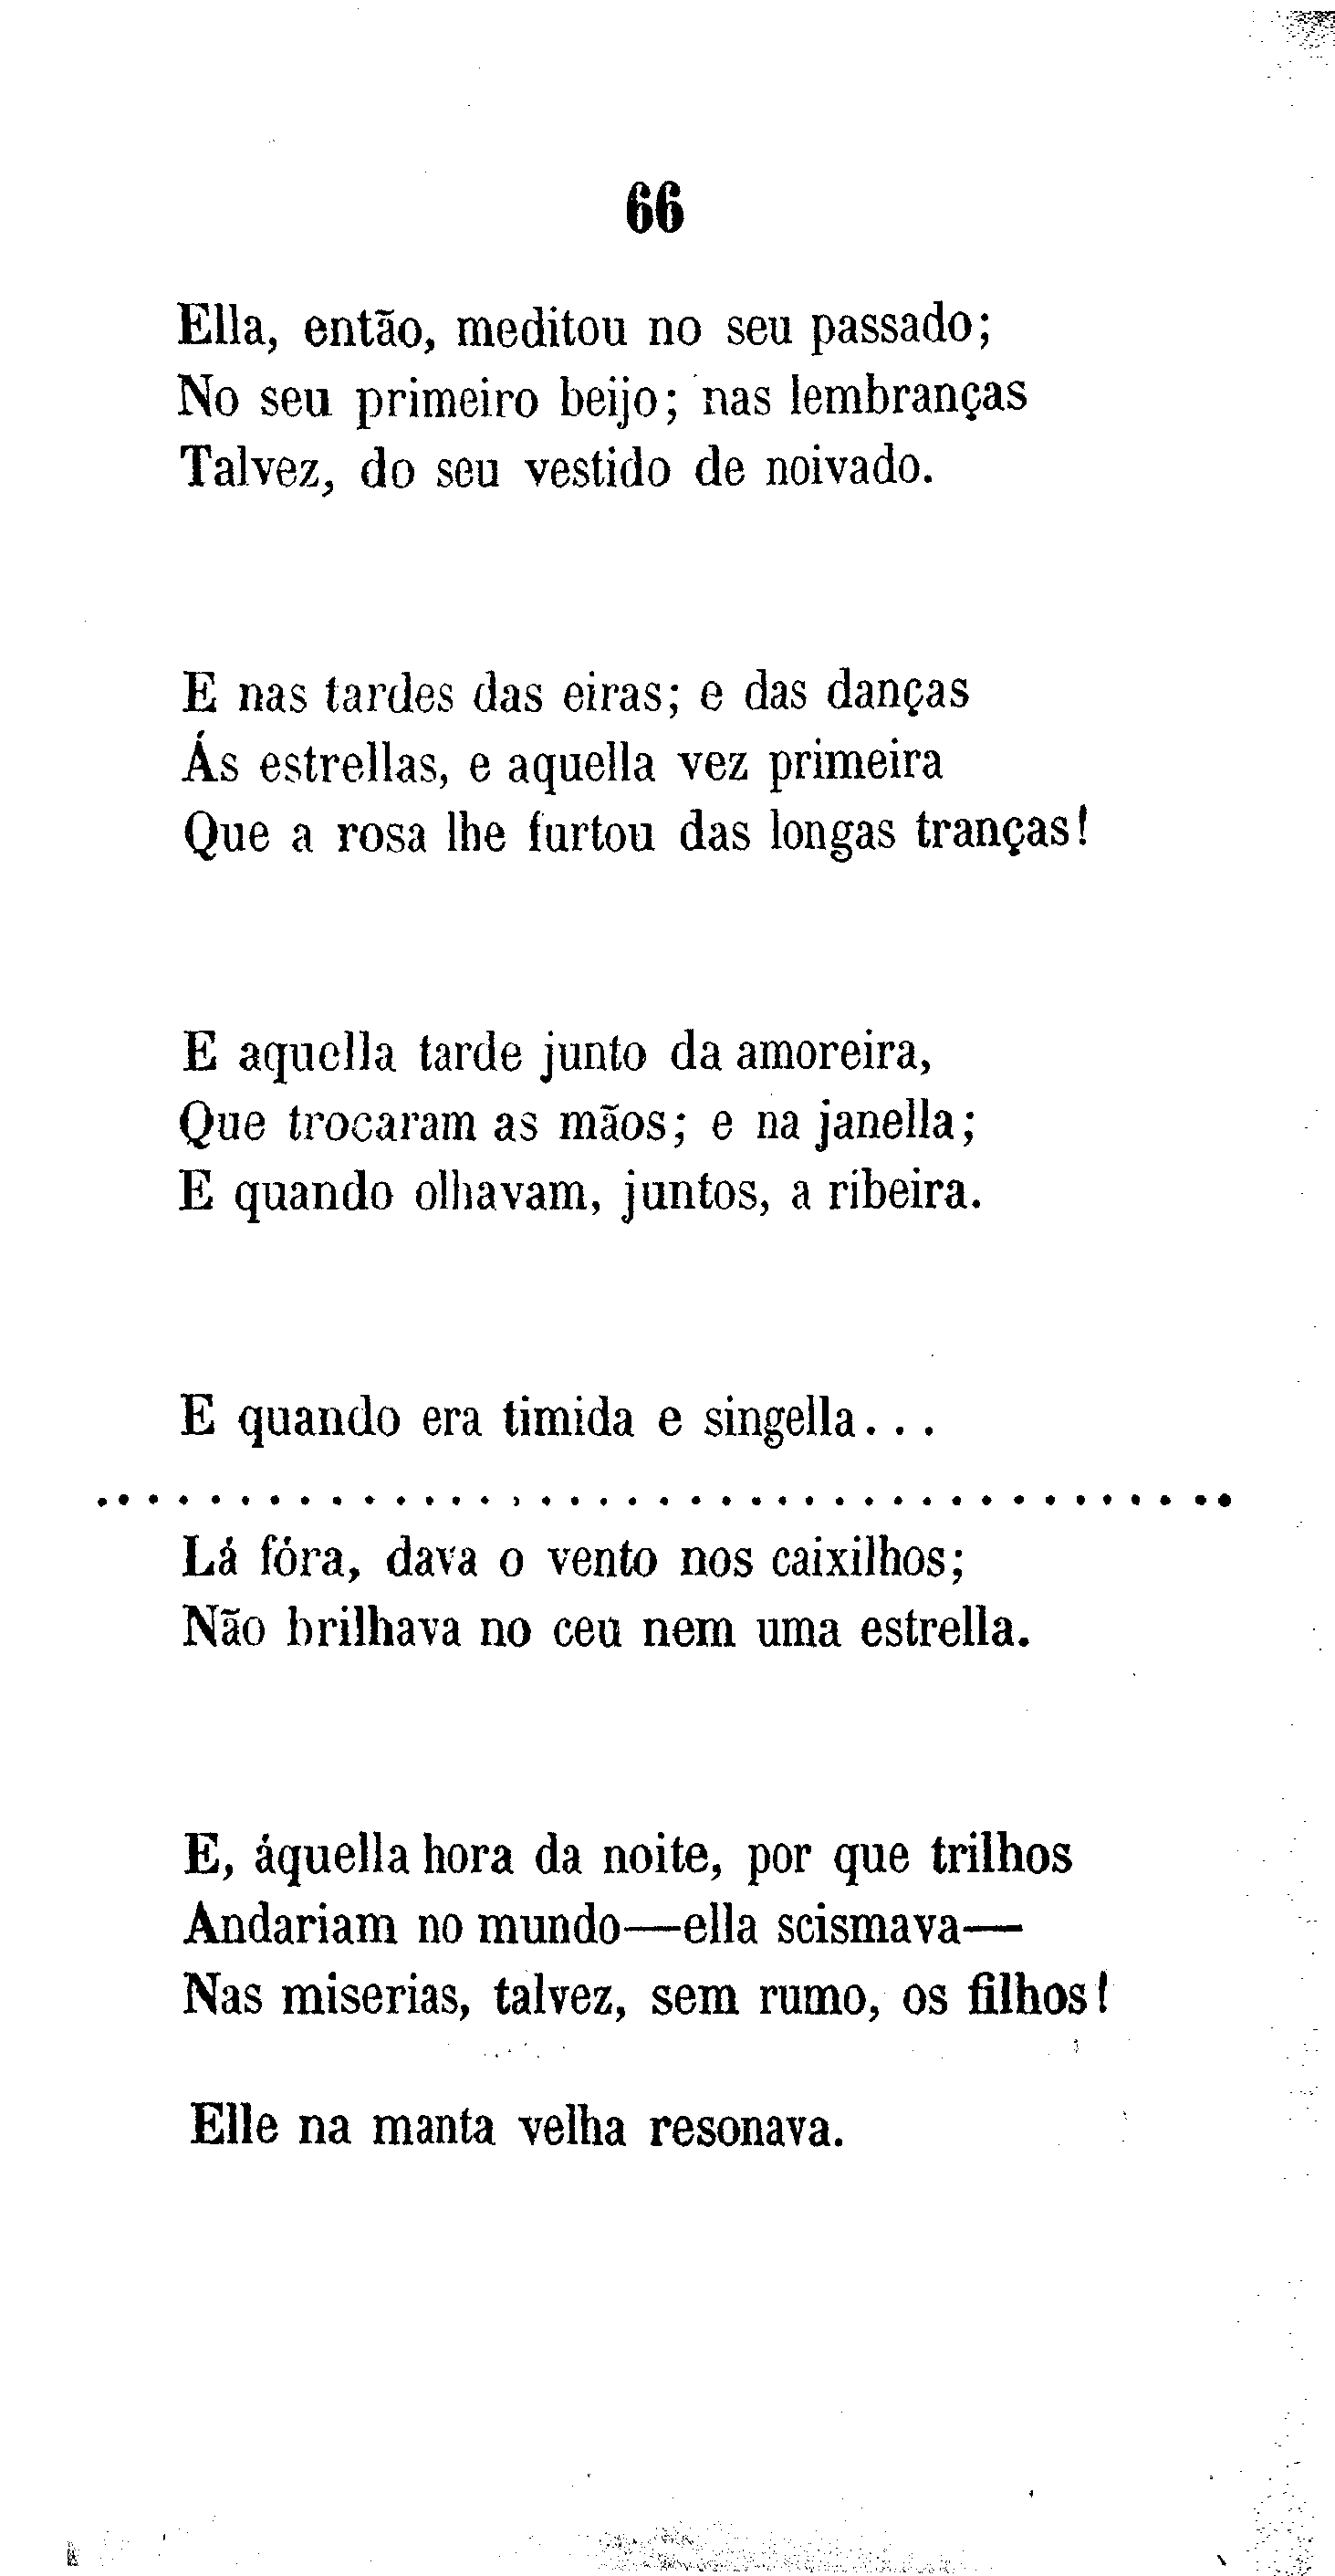 66
Ella, então, meditou no seu passado;
No seu primeiro beijo; nas lembranças
Talvez, do seu vestido de noivado.
E nas tardes das eiras; e das danças
Ás estrellas, e aquella vez primeira
Que a rosa lhe furtou das longas tranças!
E aquella tarde junto da amoreira,
Que trocaram as mãos; e na janella;
E quando olhavam, juntos, a ribeira.
E quando era timida e singella...
.......................................
Lá fóra, dava o vento nos caixilhos;
Não brilhava no ceu nem uma estrella.
E, áquella hora da noite, por que trilhos
Andariam no mundo—ella scismava—
Nas miserias, talvez, sem rumo, os filhos!
Elle na manta velha resonava.